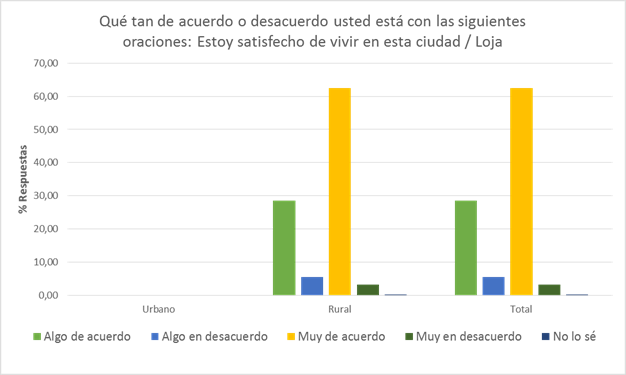 Qué tan de acuerdo o desacuerdo usted está con las siguientes
oraciones: Estoy satisfecho de vivir en esta ciudad / Loja
70,00
60,00
50,00
40,00
30,00
20,00
10,00
0,00
% Respuestas
Urbano Rural Total
Algo de acuerdo Algo en desacuerdo Muy de acuerdo Muy en desacuerdo No lo sé